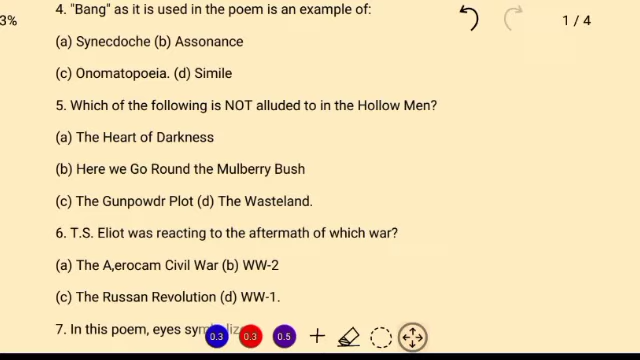 4. "Bang" as it is used in the poem is an example of:
3%
1 / 4
(a) Synecdoche (b) Assonance
(c) Onomatopoeia. (d) Simile
5. Which of the following is NOT alluded to in the Hollow Men?
(a) The Heart of Darkness
(b) Here we Go Round the Mulberry Bush
(c) The Gunpowdr Plot (d) The Wasteland.
6. T.S. Eliot was reacting to the aftermath of which war?
(a) The A,erocam Civil War (b) WW-2
(c) The Russan Revolution (d) WW-1.
7. In this poem, eyes
0.3 0.3 0.5